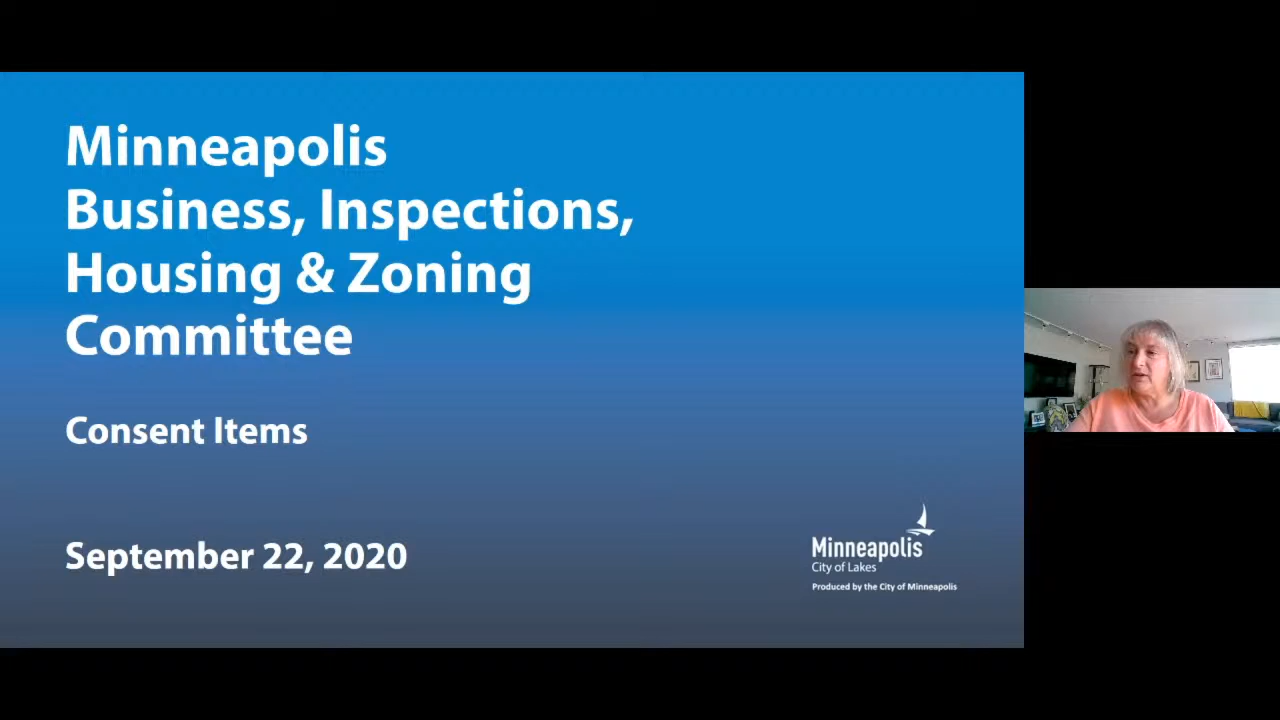 Minneapolis
Business, Inspections,
Housing & Zoning
Committee
Consent Items
September 22, 2020
Minneapolis
City of Lakes
Produced by the City of Minneapolis